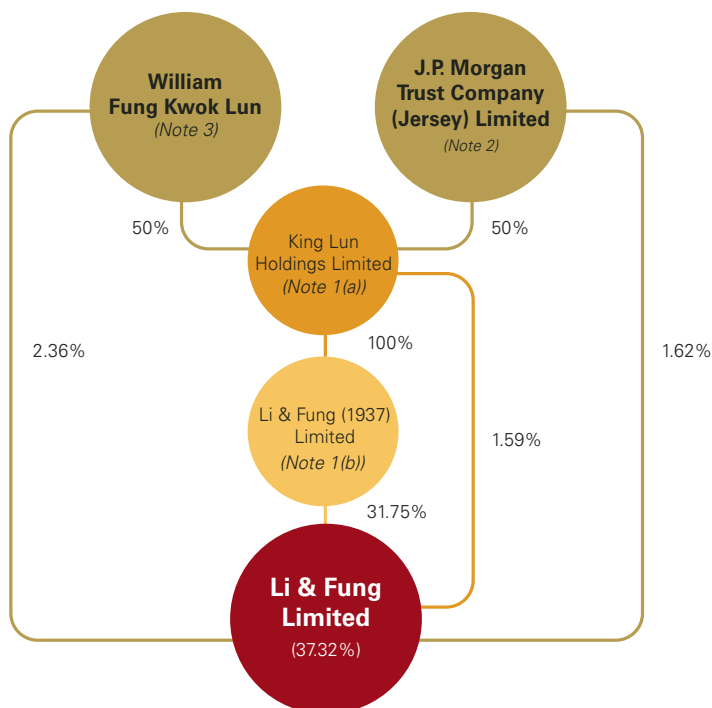 William
Fung Kwok Lun
(Note 3)
J.P. Morgan
Trust Company
(Jersey) Limited
(Note 2)
50%
50%
King Lun
Holdings Limited
(Note 1(a))
2.36%
100%
1.62%
Li & Fung (1937)
Limited
(Note 1(b))
1.59%
31.75%
Li & Fung
Limited
(37.32%)